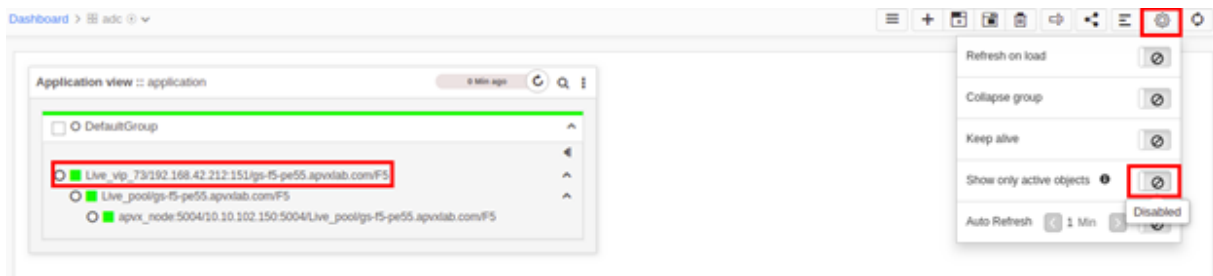 Dashboard > adc
Application view :: application
0 Min ago
DefaultGroup
Live_vip_73/192.168.42.212:151/gs-f5-pe55.apvxlab.com/F5
Live_pool/gs-f5-pe55.apvxlab.com/F5
apvx_node:5004/10.10.102.150:5004/Live_pool/gs-f5-pe55.apvxlab.com/F5
Refresh on load
Collapse group
Keep alive
Show only active objects
Disabled
Auto Refresh 1 Min